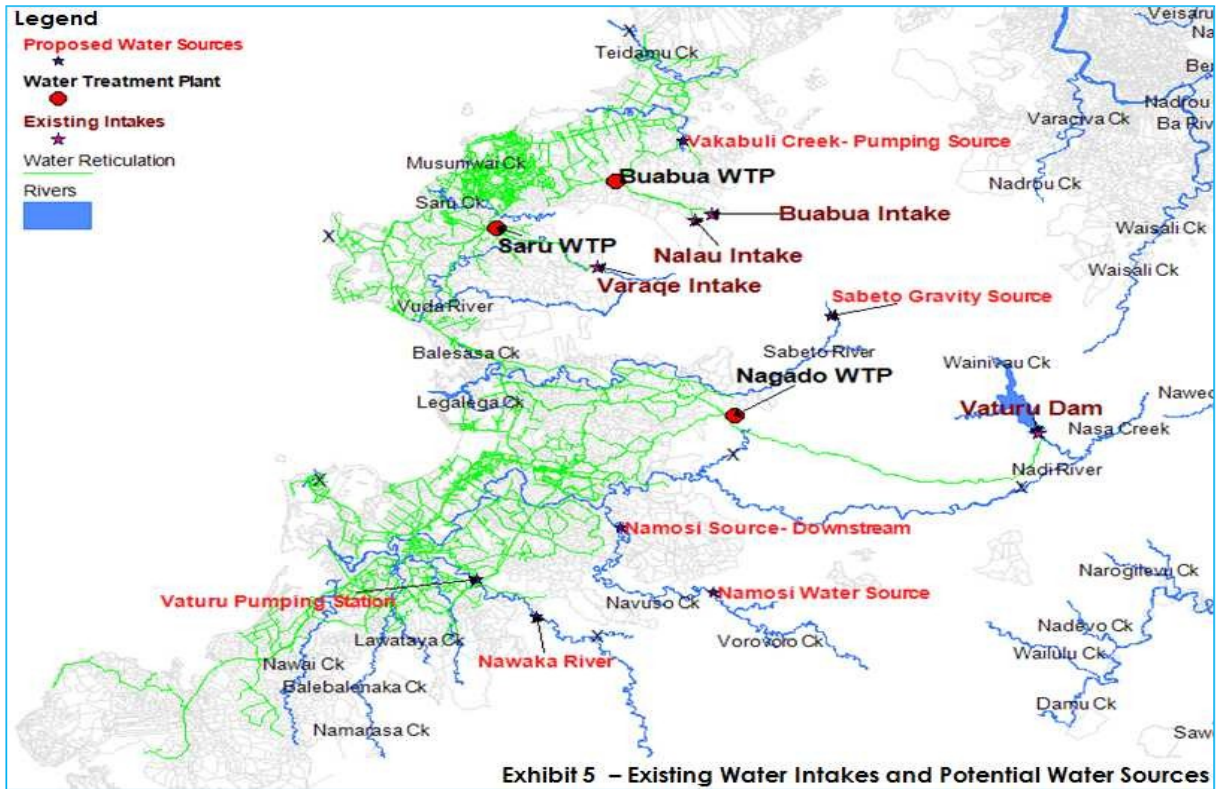 Legend
Proposed Water Sources
Water Treatment Plant
Existing Intakes
Water Reticulation
Rivers
Teidamu Ck
Veisaru
Na
Ber
Nadrou
Ba Riv
Varaciva Ck
Vakabuli Creek- Pumping Source
Musumwai Ck
Buabua WTP
Nadrou Ck
Saru Ck
Buabua Intake
Waisali Ck
Saru WTP
Nalau Intake
Waisali Ck
Varaqe Intake
Sabeto Gravity Source
Vuda River
Balesasa Ck
Sabeto River
Wainivau Ck
Nagado WTP
Nawec
Legalega Ck
Vaturu Dam
Nasa Creek
Nadi River
X
X
X
X
X
X
Namosi Source- Downstream
Narogilevu Ck
Vaturu Pumping Station
Navuso Ck
Namosi Water Source
Nadevo Ck
Lawataya Ck
Vorovoro Ck
Wailulu Ck
Nawai Ck
Nawaka River
Balebalenaka Ck
Damu Ck
Namarasa Ck
Saw
Exhibit 5 – Existing Water Intakes and Potential Water Sources